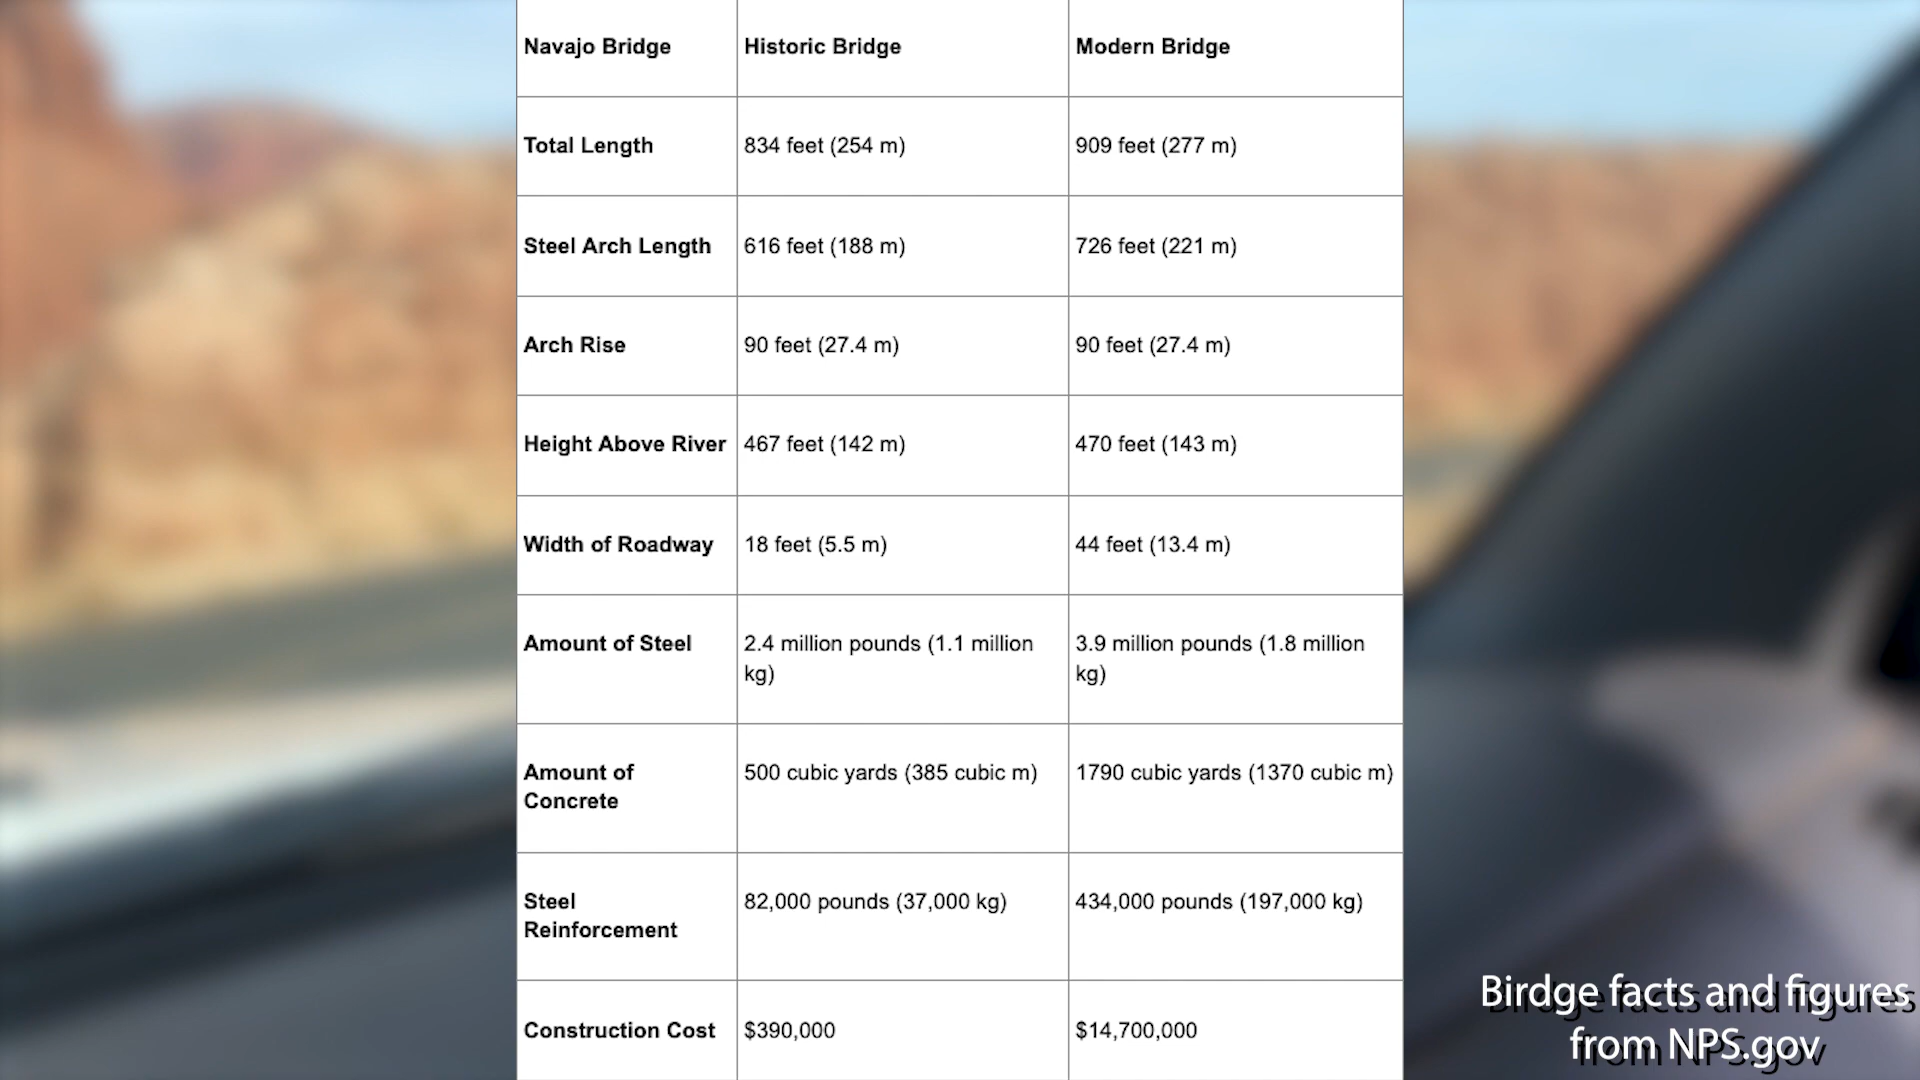 Navajo Bridge Historic Bridge Modern Bridge
Total Length 834 feet (254 m) 909 feet (277 m)
Steel Arch Length 616 feet (188 m) 726 feet (221 m)
Arch Rise 90 feet (27.4 m) 90 feet (27.4 m)
Height Above River 467 feet (142 m) 470 feet (143 m)
Width of Roadway 18 feet (5.5 m) 44 feet (13.4 m)
Amount of Steel 2.4 million pounds (1.1 million 3.9 million pounds (1.8 million
kg) kg)
Amount of 500 cubic yards (385 cubic m) 1790 cubic yards (1370 cubic m)
Concrete
Steel 82,000 pounds (37,000 kg) 434,000 pounds (197,000 kg)
Reinforcement
Construction Cost $390,000 $14,700,000
Birdge facts and figures
from NPS.gov